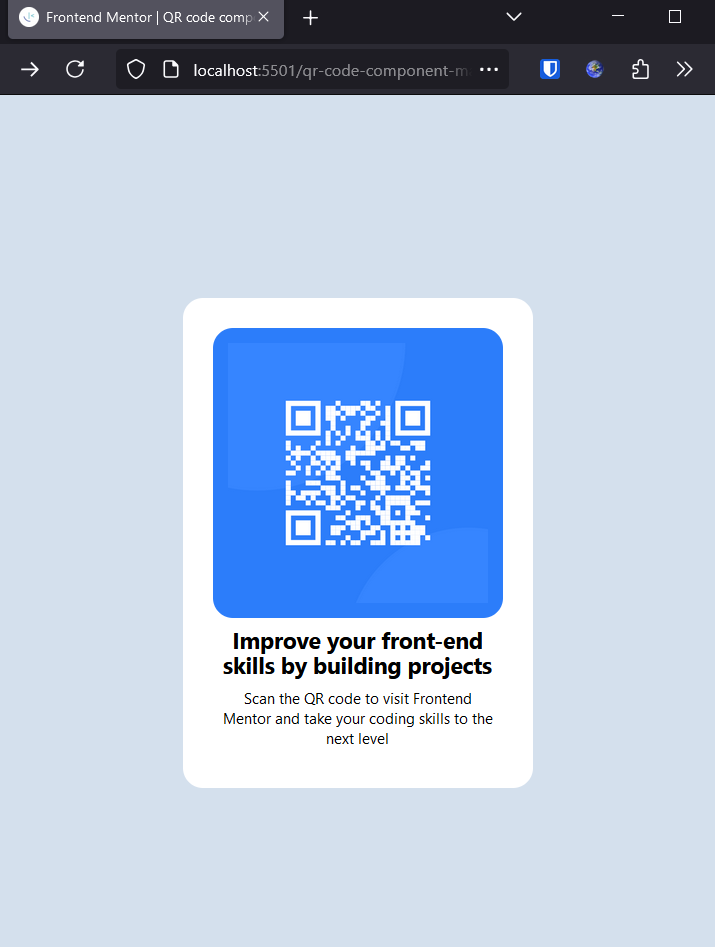 Frontend Mentor | QR code comp
localhost:5501/qr-code-component-m
Improve your front-end
skills by building projects
Scan the QR code to visit Frontend
Mentor and take your coding skills to the
next level